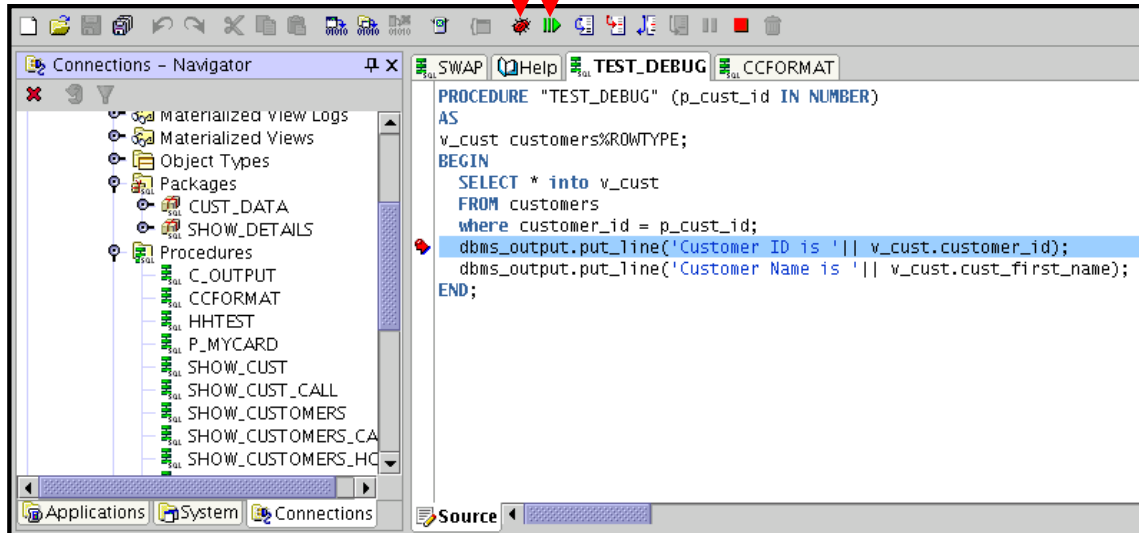 Connections - Navigator
Materialized View Logs
Materialized Views
Object Types
Packages
CUST_DATA
SHOW_DETAILS
Procedures
C_OUTPUT
CCFORMAT
HHTEST
P_MYCARD
SHOW_CUST
SHOW_CUST_CALL
SHOW_CUSTOMERS
SHOW_CUSTOMERS_CA
SHOW_CUSTOMERS_HC
Applications System Connections
SWAP Help TEST_DEBUG CCFORMAT
PROCEDURE "TEST_DEBUG" (p_cust_id IN NUMBER)
AS
v_cust customers%ROWTYPE;
BEGIN
SELECT * into v_cust
FROM customers
where customer_id = p_cust_id;
dbms_output.put_line('Customer ID is '|| v_cust.customer_id);
dbms_output.put_line('Customer Name is '|| v_cust.cust_first_name);
END;
Source